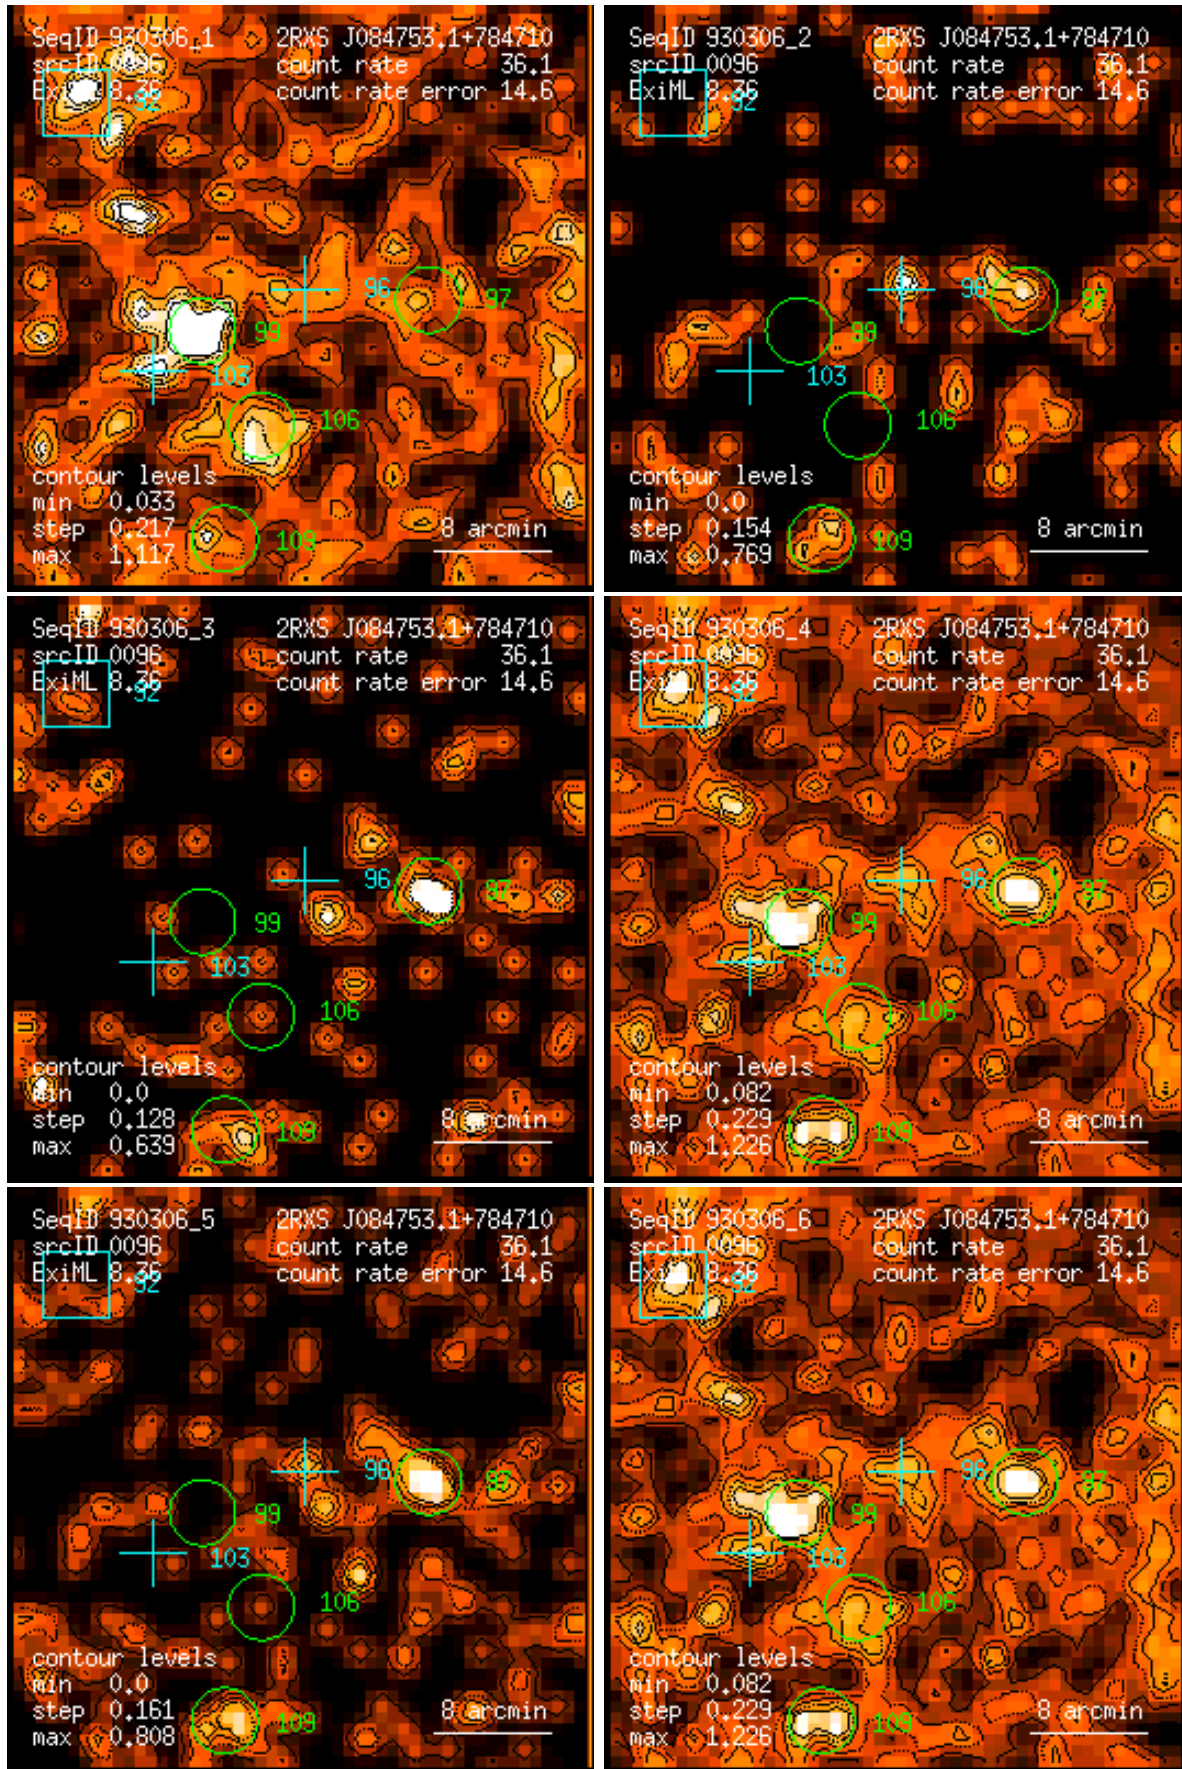 SeqID 930306_1 2RXS J084753.1+784710
srcID 0096 count rate 36.1
ExiML 8.36 count rate error 14.6
92
96
97
99
103
106
contour levels
min 0.033
step 0.217 8 arcmin
max 1.117 109
SeqID 930306_2 2RXS J084753.1+784710
srcID 0096 count rate 36.1
ExiML 8.36 count rate error 14.6
92
96
97
99
103
106
contour levels
min 0.0
step 0.154 8 arcmin
max 0.769 109
SeqID 930306_3 2RXS J084753.1+784710
srcID 0096 count rate 36.1
ExiML 8.36 count rate error 14.6
92
96
97
99
103
106
contour levels
min 0.0
step 0.128 8 arcmin
max 0.639 109
SeqID 930306_4 2RXS J084753.1+784710
srcID 0096 count rate 36.1
ExiML 8.36 count rate error 14.6
92
96
97
99
103
106
contour levels
min 0.082
step 0.229 8 arcmin
max 1.226 109
SeqID 930306_5 2RXS J084753.1+784710
srcID 0096 count rate 36.1
ExiML 8.36 count rate error 14.6
92
96
97
99
103
106
contour levels
min 0.0
step 0.161 8 arcmin
max 0.808 109
SeqID 930306_6 2RXS J084753.1+784710
srcID 0096 count rate 36.1
ExiML 8.36 count rate error 14.6
92
96
97
99
103
106
contour levels
min 0.082
step 0.229 8 arcmin
max 1.226 109